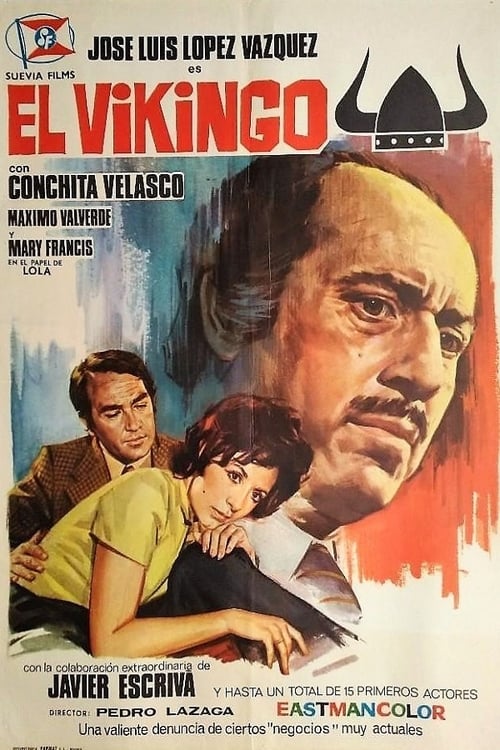 SB
SUEVIA FILMS
JOSE LUIS LOPEZ VAZQUEZ
es
EL ViKiNGO
con
CONCHITA VELASCO
MAXIMO VALVERDE
Y
MARY FRANCIS
EN EL PAPEL DE
LOLA
con la colaboración extraordinaria de
JAVIER ESCRIVA
Y HASTA UN TOTAL DE 15 PRIMEROS ACTORES
DIRECTOR: PEDRO LAZAGA
EASTMANCOLOR
Una valiente denuncia de ciertos "negocios" muy actuales